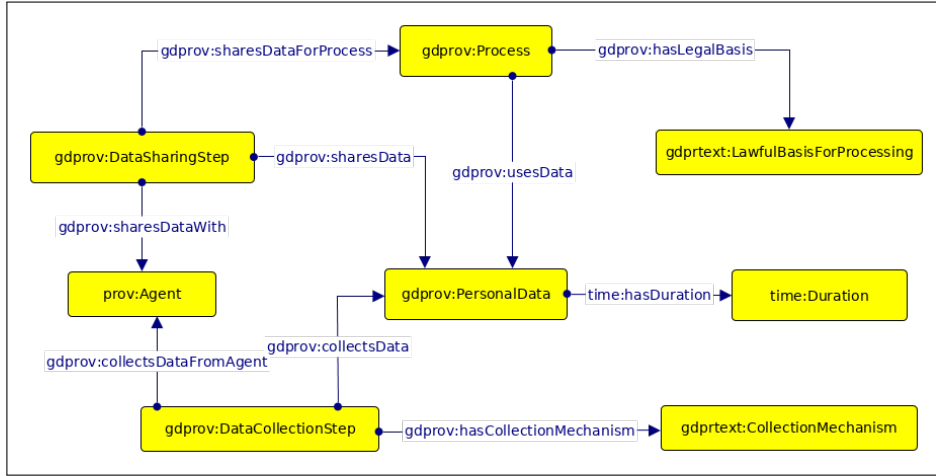 gdprov:sharesDataForProcess
gdprov:Process
gdprov:hasLegalBasis
gdprov:DataSharingStep
gdprov:sharesData
gdprov:usesData
gdprtext:LawfulBasisForProcessing
gdprov:sharesDataWith
prov:Agent
gdprov:PersonalData
time:hasDuration
time:Duration
gdprov:collectsDataFromAgent
gdprov:collectsData
gdprov:DataCollectionStep
gdprov:hasCollectionMechanism
gdprtext:CollectionMechanism